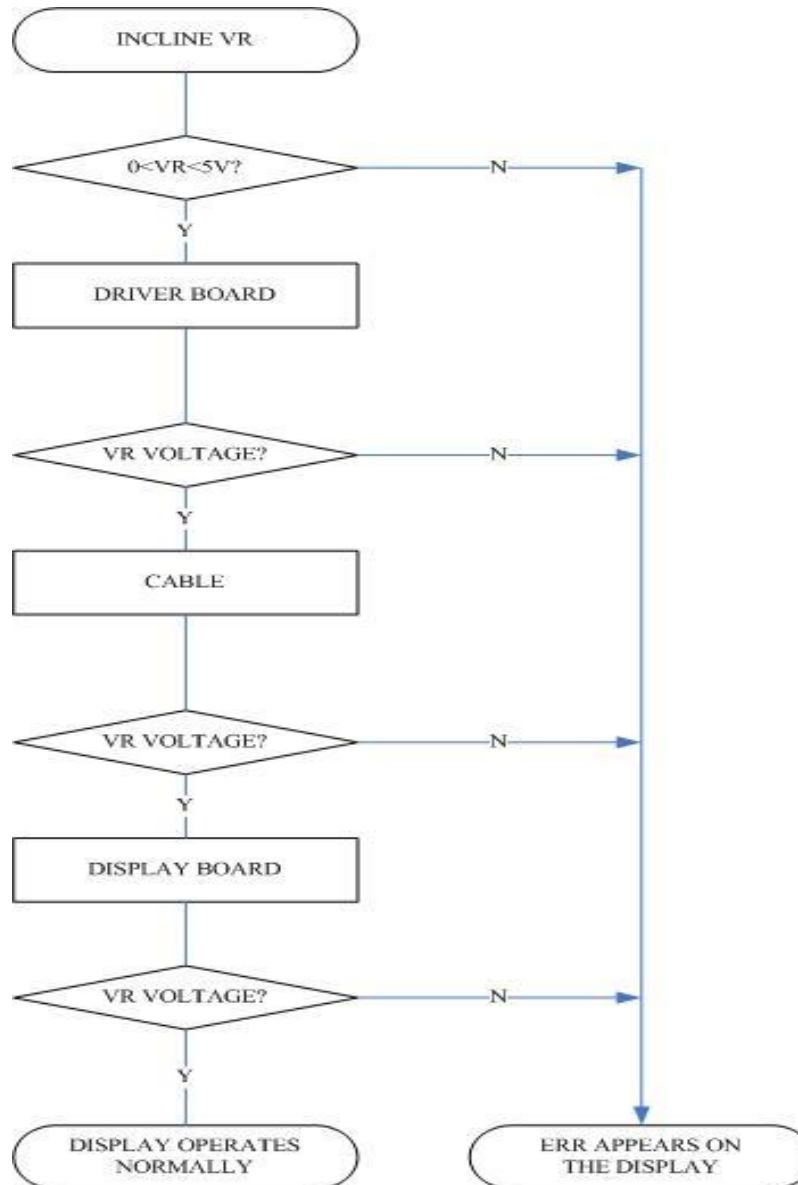 INCLINE VR
0<VR<5V?
N
Y
DRIVER BOARD
VR VOLTAGE?
N
Y
CABLE
VR VOLTAGE?
N
Y
DISPLAY BOARD
VR VOLTAGE?
N
Y
DISPLAY OPERATES
NORMALLY
ERR APPEARS ON
THE DISPLAY